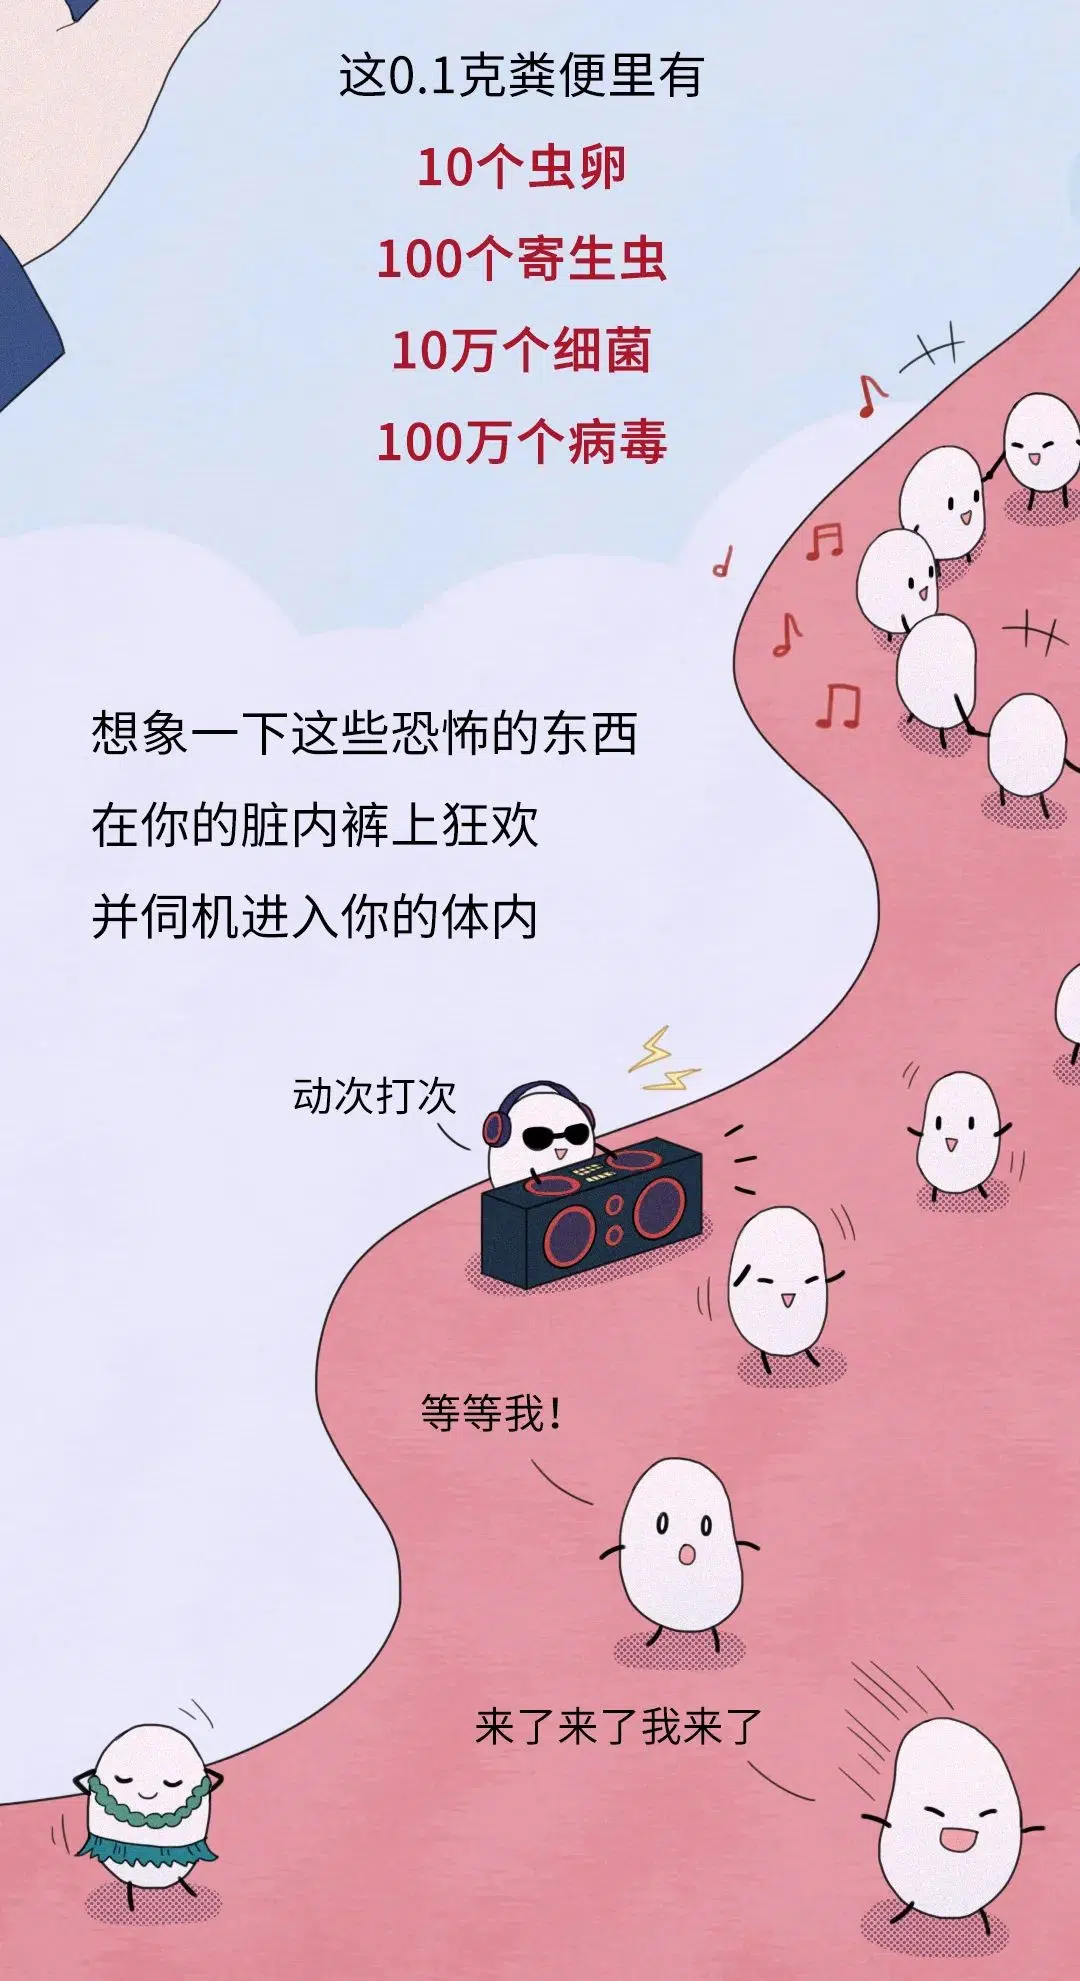 这0.1克粪便里有
10个虫卵
100个寄生虫
10万个细菌
100万个病毒
想象一下这些恐怖的东西
在你的脏内裤上狂欢
并伺机进入你的体内
动次打次
等等我！
来了来了我来了